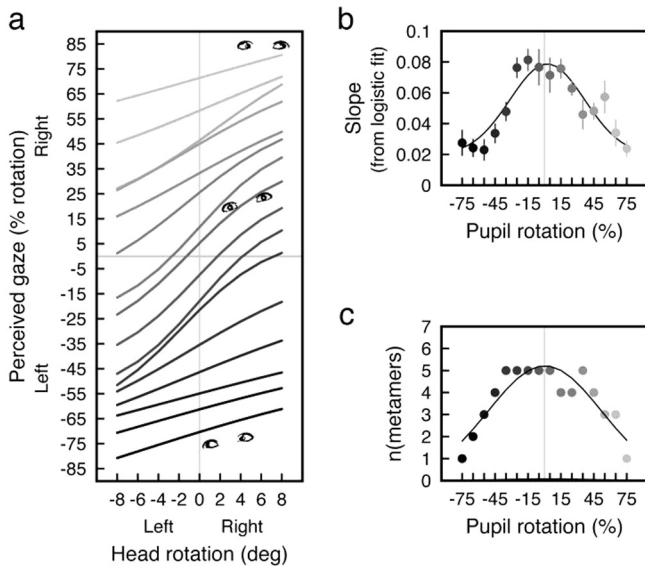 a
Perceived gaze (% rotation)
Left
Right
85
75
65
55
45
35
25
15
5
-5
-15
-25
-35
-45
-55
-65
-75
-85
-8 -6 -4 -2 0 2 4 6 8
Left Right
Head rotation (deg)
b
Slope
(from logistic fit)
0.1
0.08
0.06
0.04
0.02
0
-75 -45 -15 15 45 75
Pupil rotation (%)
c
n(metamers)
7
6
5
4
3
2
1
0
-75 -45 -15 15 45 75
Pupil rotation (%)